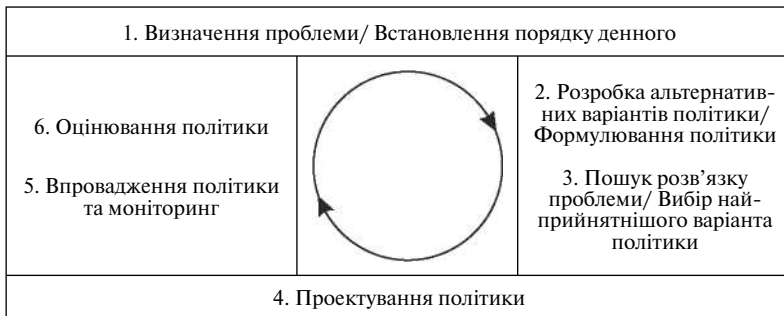 1. Визначення проблеми/ Встановлення порядку денного
6. Оцінювання політики
5. Впровадження політики
та моніторинг
2. Розробка альтернатив-
них варіантів політики/
Формулювання політики
3. Пошук розв’язку
проблеми/ Вибір най-
прийнятнішого варіанта
політики
4. Проектування політики